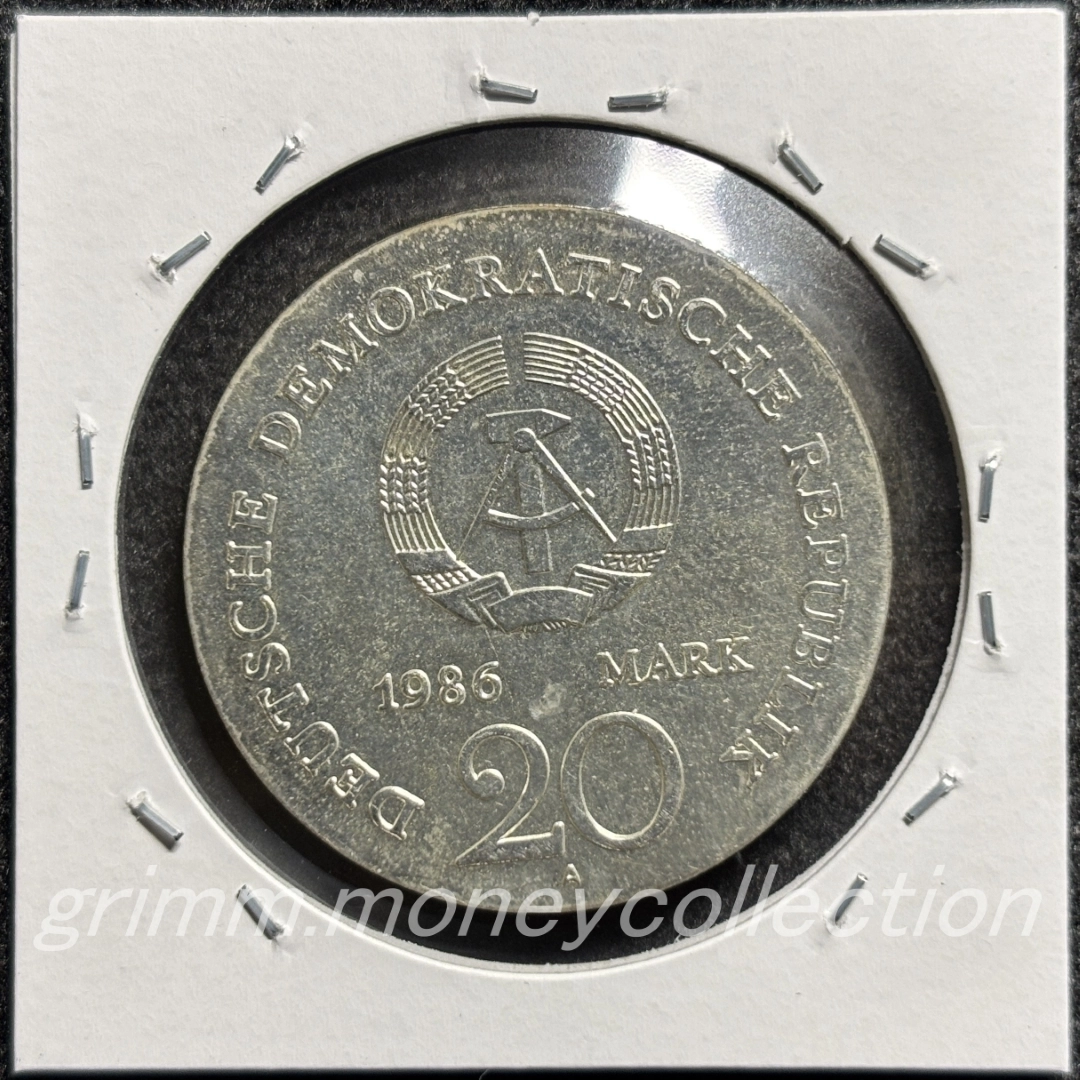 DEUTSCHE DEMOKRATISCHE REPUBLIK
1986 MARK
20
A
grimm.moneycollection